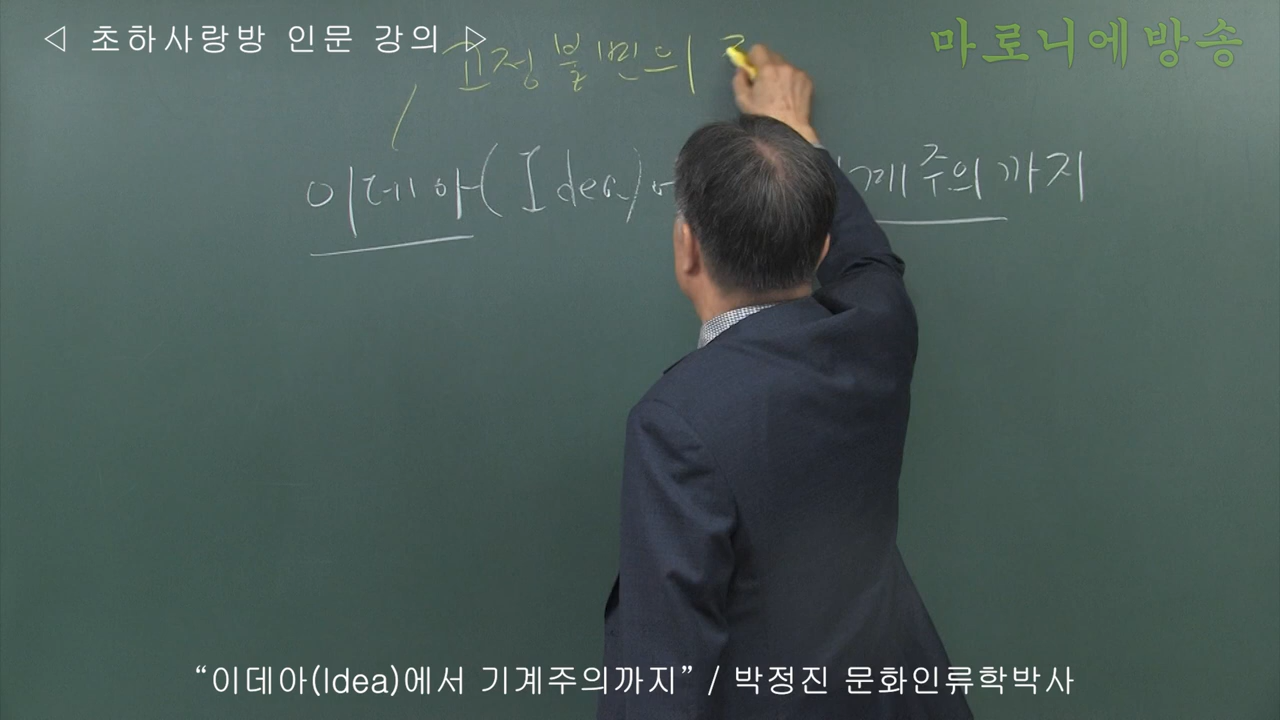 ◁ 초하사랑방 인문 강의 ▷
마로니에방송
고정 불변의
이데아(Idea)에 계주의 까지
“이데아(Idea)에서 기계주의까지” / 박정진 문화인류학박사